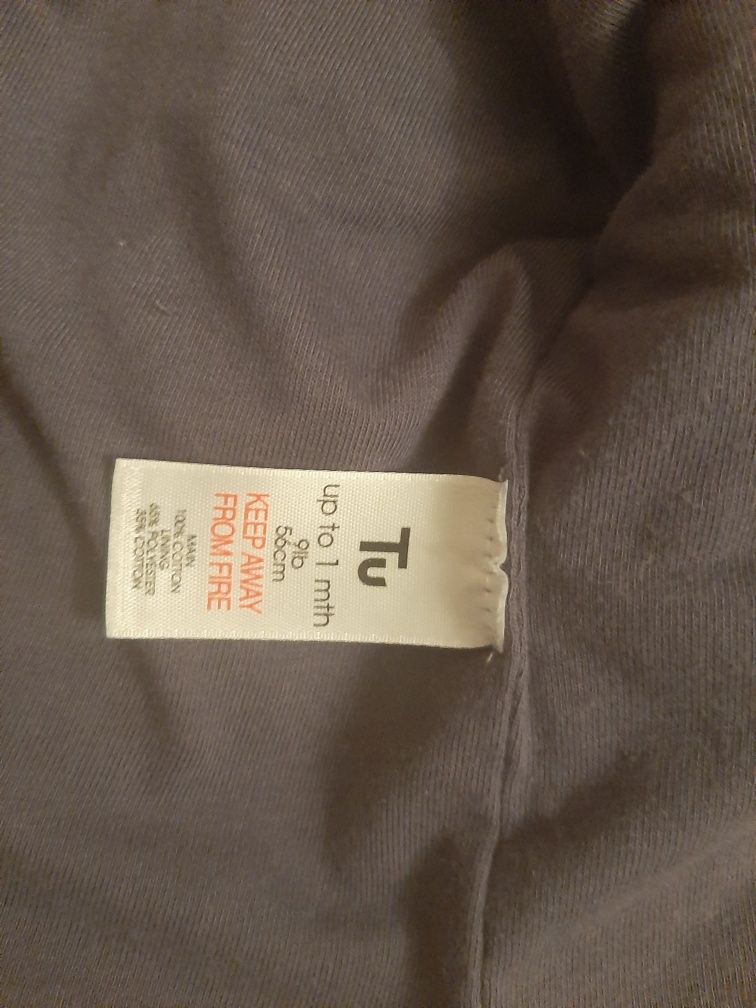 Tu
up to 1 mth
9lb
56cm
KEEP AWAY
FROM FIRE
MAIN
100% COTTON
LINING
65% POLYESTER
35% COTTON